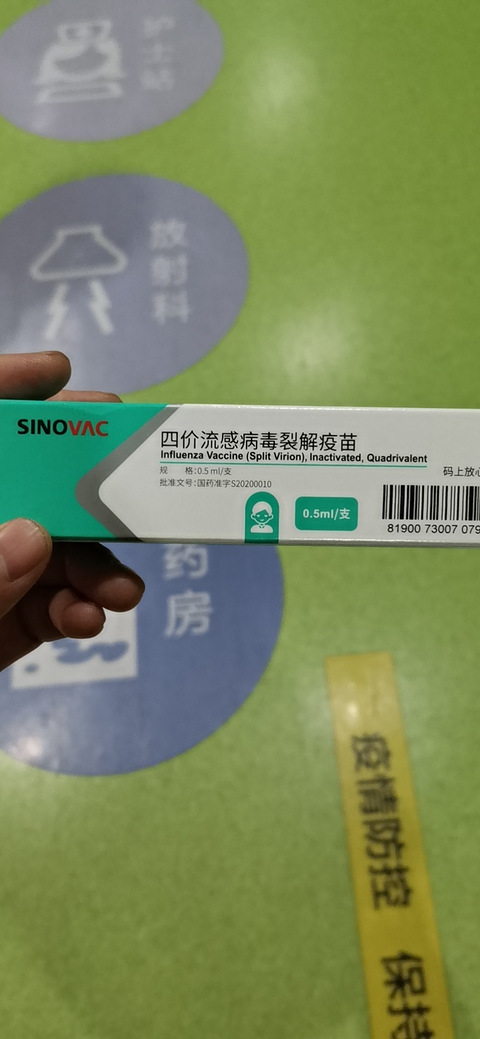 护士站
放射科
SINOVAC
四价流感病毒裂解疫苗
Influenza Vaccine (Split Virion), Inactivated, Quadrivalent
规 格:0.5 ml/支
批准文号:国药准字S20200010
码上放心
0.5ml/支
81900 73007 079
药房
疫情防控 保持